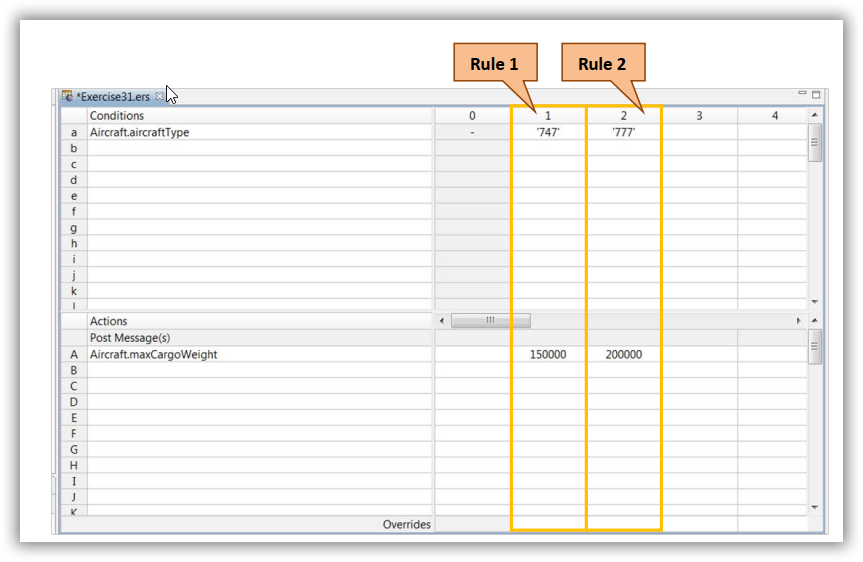 Rule 1 Rule 2
*Exercise31.ers
Conditions 0 1 2 3 4
a Aircraft.aircraftType - '747' '777'
b
c
d
e
f
g
h
i
j
k
l
Actions
Post Message(s)
A Aircraft.maxCargoWeight 150000 200000
B
C
D
E
F
G
H
I
J
K
Overrides